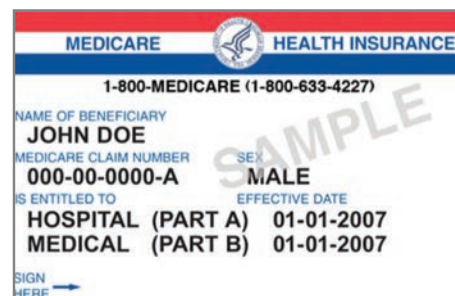 MEDICARE HEALTH INSURANCE
1-800-MEDICARE (1-800-633-4227)
NAME OF BENEFICIARY
JOHN DOE
MEDICARE CLAIM NUMBER SEX
000-00-0000-A MALE
SAMPLE
IS ENTITLED TO EFFECTIVE DATE
HOSPITAL (PART A) 01-01-2007
MEDICAL (PART B) 01-01-2007
SIGN
HERE